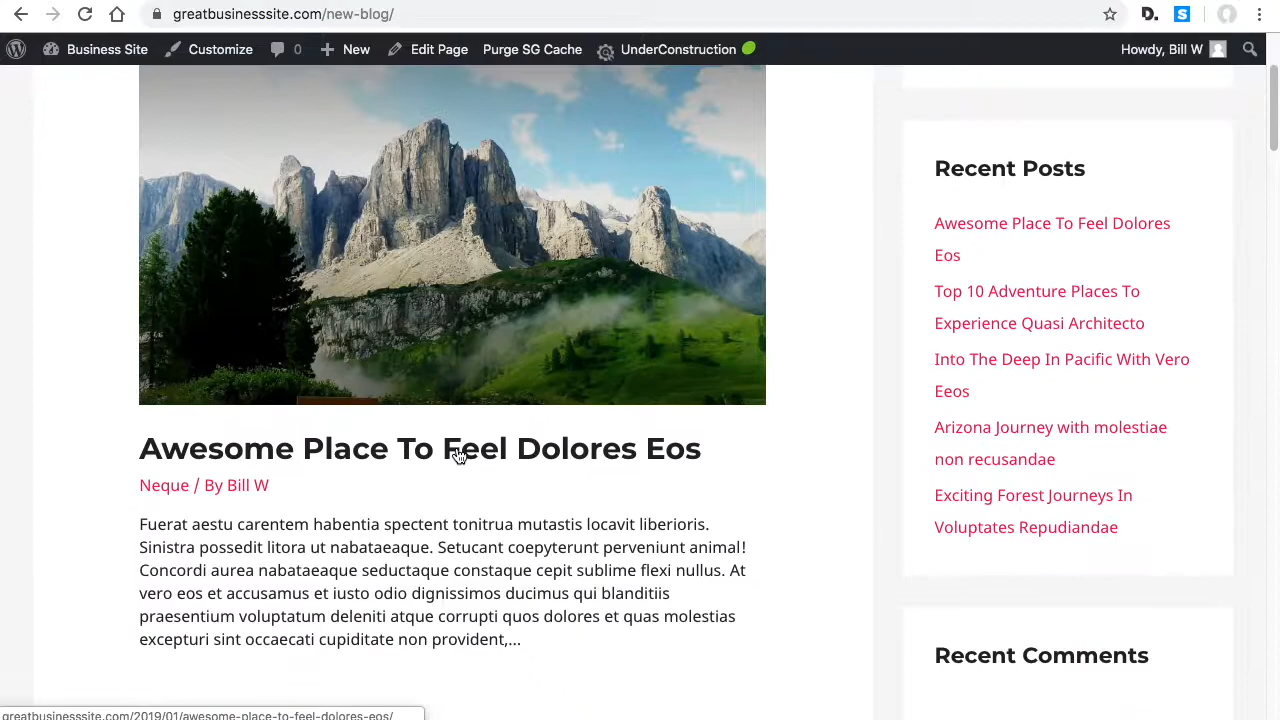 greatbusinesssite.com/new-blog/
Business Site Customize 0 New Edit Page Purge SG Cache UnderConstruction Howdy, Bill W
Awesome Place To Feel Dolores Eos
Neque / By Bill W
Fuerat aestu carentem habentia spectent tonitrua mutastis locavit liberioris.
Sinistra possedit litora ut nabataeaque. Setucant coepyterunt perveniunt animal!
Concordi aurea nabataeaque seductaque constaque cepit sublime flexi nullus. At
vero eos et accusamus et iusto odio dignissimos ducimus qui blanditiis
praesentium voluptatum deleniti atque corrupti quos dolores et quas molestias
excepturi sint occaecati cupiditate non provident,...
Recent Posts
Awesome Place To Feel Dolores
Eos
Top 10 Adventure Places To
Experience Quasi Architecto
Into The Deep In Pacific With Vero
Eeos
Arizona Journey with molestiae
non recusandae
Exciting Forest Journeys In
Voluptates Repudiandae
Recent Comments
greatbusinesssite.com/2019/01/awesome-place-to-feel-dolores-eos/